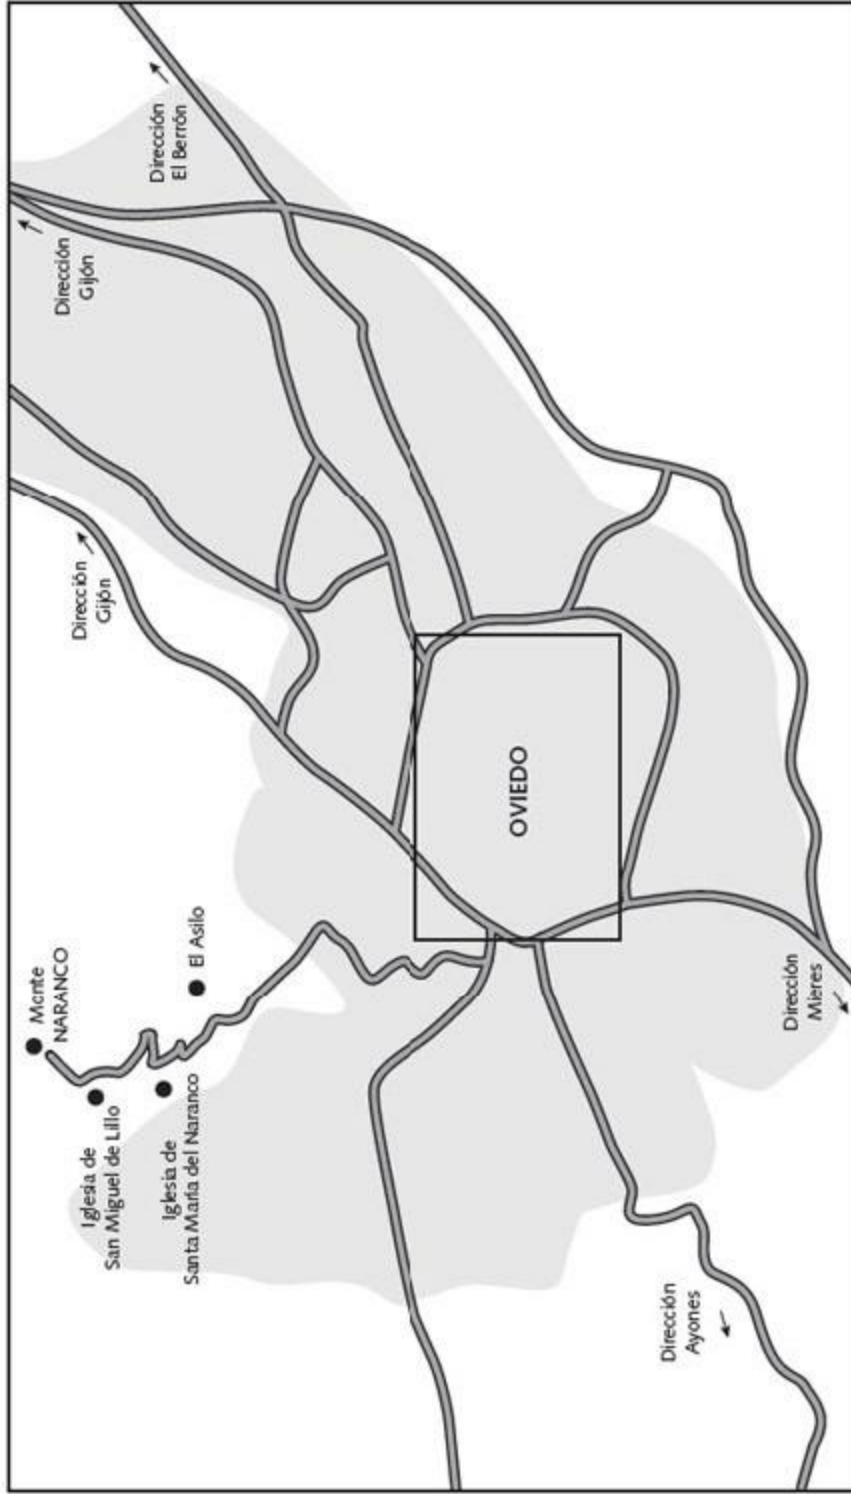 Monte
NARANCO
Iglesia de
San Miguel de Lillo
Iglesia de
Santa María del Naranco
El Asilo
Dirección
Gijón
Dirección
Gijón
Dirección
El Berrón
OVIEDO
Dirección
Ayones
Dirección
Mieres